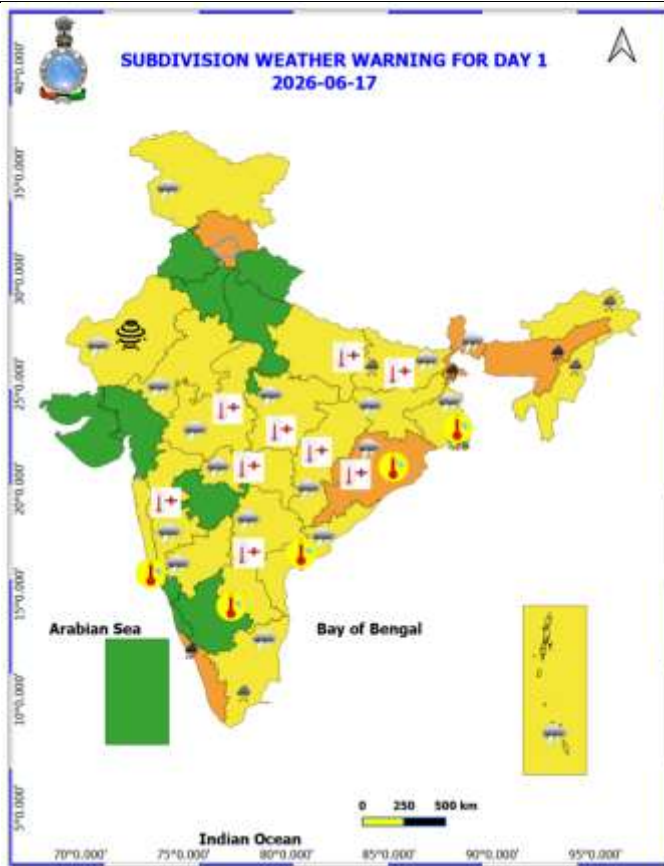 SUBDIVISION WEATHER WARNING FOR DAY 1
2026-06-17
40°0.000'
35°0.000'
30°0.000'
25°0.000'
20°0.000'
15°0.000'
10°0.000'
5°0.000'
Arabian Sea
Bay of Bengal
0 250 500 km
Indian Ocean
70°0.000' 75°0.000' 80°0.000' 85°0.000' 90°0.000' 95°0.000'